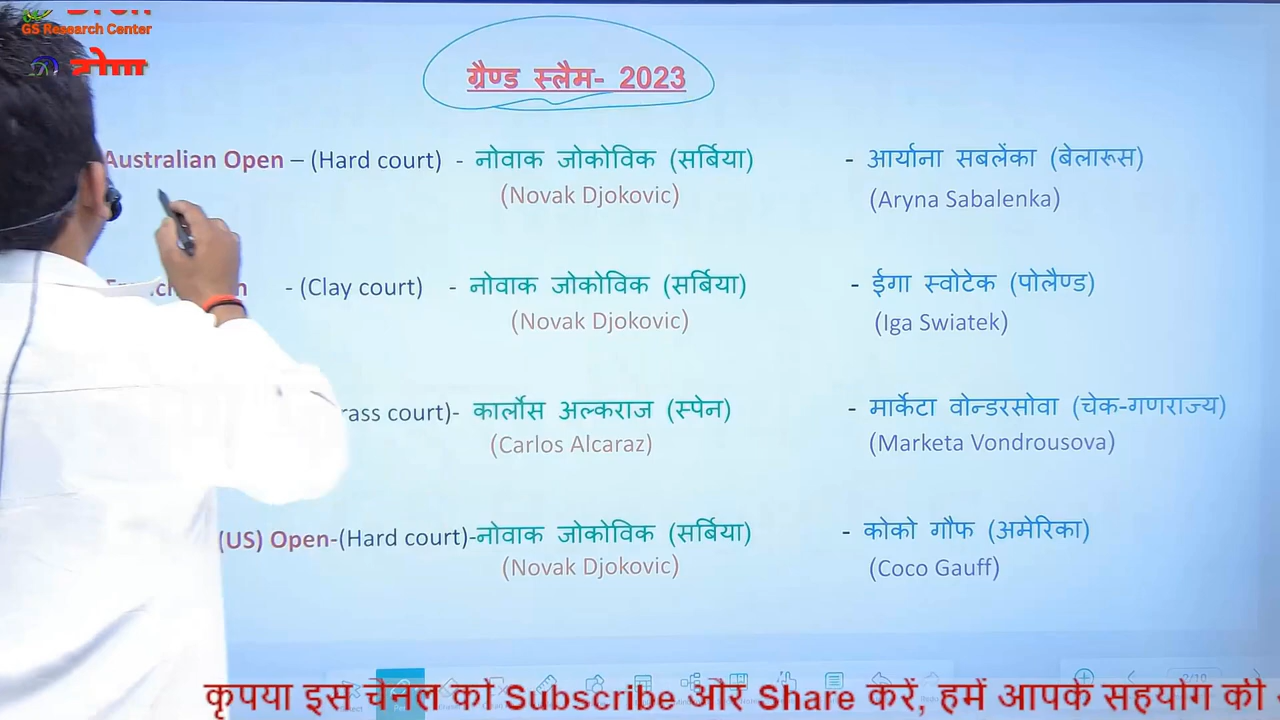 GS Research Center
ग्रैण्ड स्लैम- 2023
Australian Open – (Hard court) - नोवाक जोकोविक (सर्बिया) - आर्याना सबलेंका (बेलारूस)
(Novak Djokovic) (Aryna Sabalenka)
- (Clay court) - नोवाक जोकोविक (सर्बिया) - ईगा स्वोटेक (पोलैण्ड)
(Novak Djokovic) (Iga Swiatek)
rass court)- कार्लोस अल्कराज (स्पेन) - मार्केटा वोन्डरसोवा (चेक-गणराज्य)
(Carlos Alcaraz) (Marketa Vondrousova)
(US) Open-(Hard court)-नोवाक जोकोविक (सर्बिया) - कोको गौफ (अमेरिका)
(Novak Djokovic) (Coco Gauff)
कृपया इस चैनल को Subscribe और Share करें, हमें आपके सहयोग की